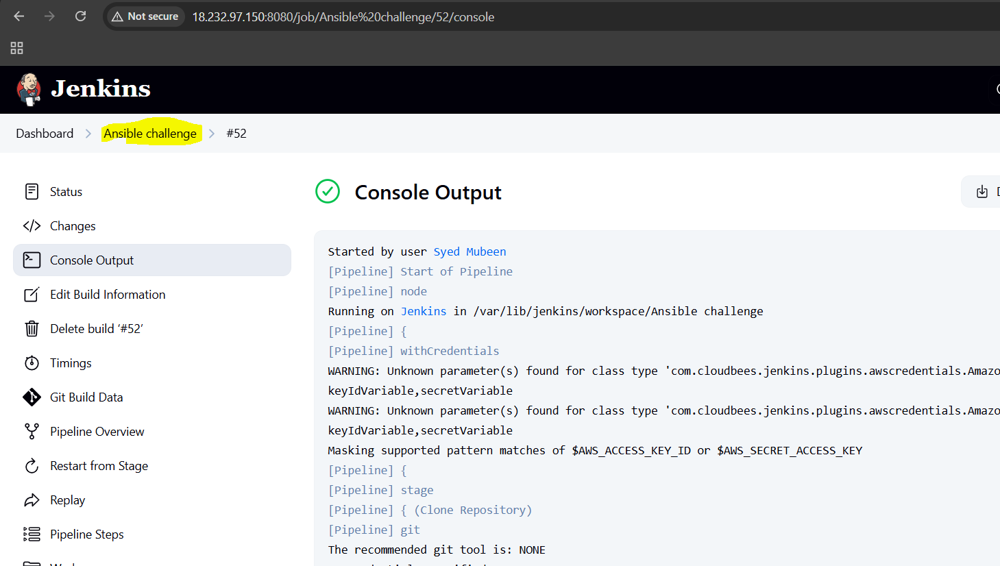 Not secure 18.232.97.150:8080/job/Ansible%20challenge/52/console
Jenkins
Dashboard > Ansible challenge > #52
Status
Changes
Console Output
Edit Build Information
Delete build ‘#52’
Timings
Git Build Data
Pipeline Overview
Restart from Stage
Replay
Pipeline Steps
Console Output
Started by user Syed Mubeen
[Pipeline] Start of Pipeline
[Pipeline] node
Running on Jenkins in /var/lib/jenkins/workspace/Ansible challenge
[Pipeline] {
[Pipeline] withCredentials
WARNING: Unknown parameter(s) found for class type 'com.cloudbees.jenkins.plugins.awscredentials.Amazo
keyIdVariable,secretVariable
WARNING: Unknown parameter(s) found for class type 'com.cloudbees.jenkins.plugins.awscredentials.Amazo
keyIdVariable,secretVariable
Masking supported pattern matches of $AWS_ACCESS_KEY_ID or $AWS_SECRET_ACCESS_KEY
[Pipeline] {
[Pipeline] stage
[Pipeline] { (Clone Repository)
[Pipeline] git
The recommended git tool is: NONE